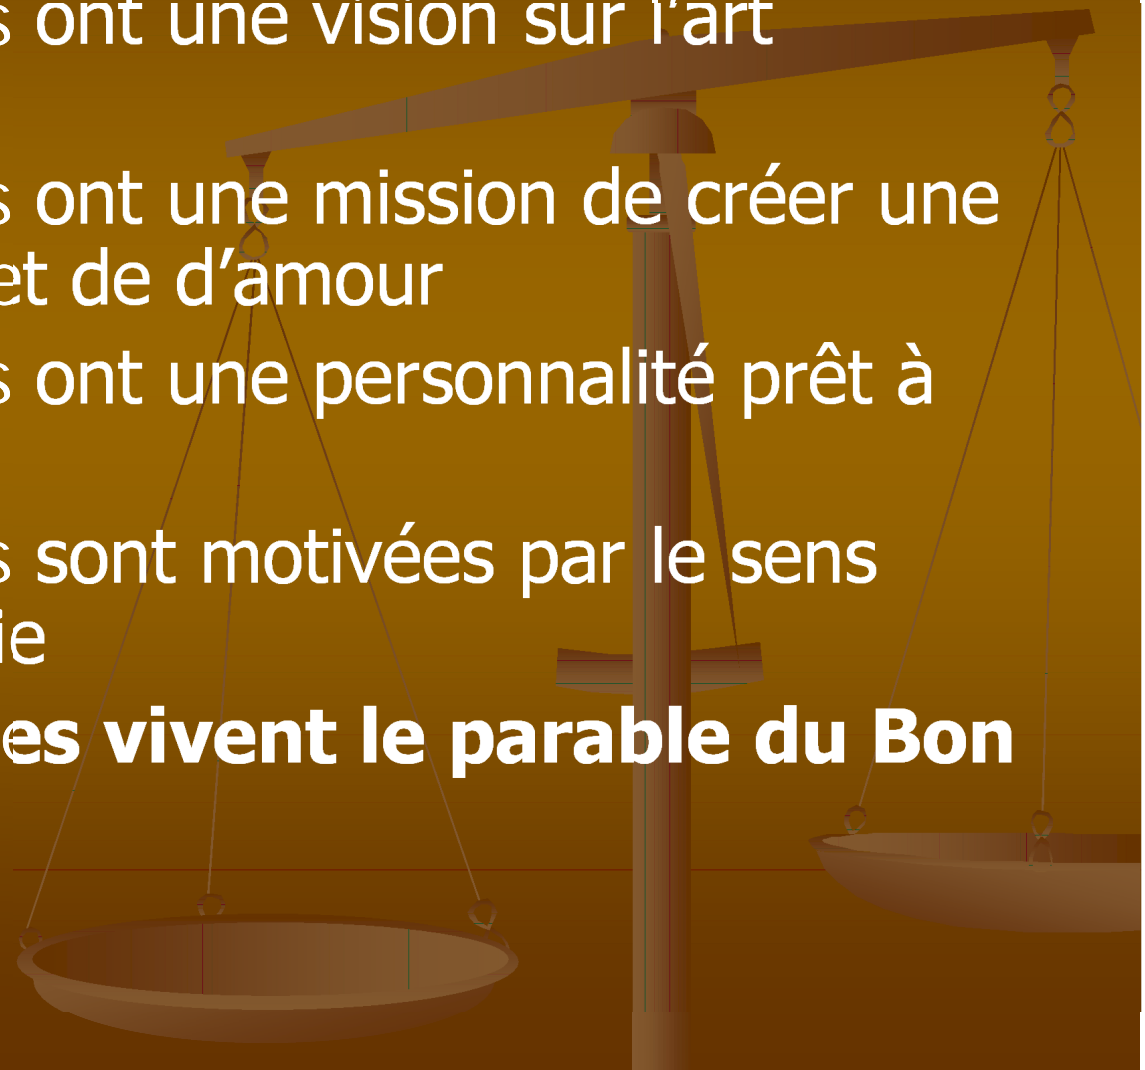 s ont une vision sur l'art
s ont une mission de créer une
et de d'amour
s ont une personnalité prêt à
s sont motivées par le sens
ie
es vivent le parable du Bon